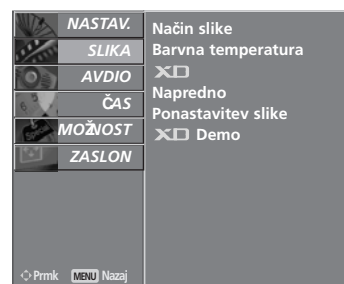 NASTAV.
SLIKA
AVDIO
ČAS
MOŽNOST
ZASLON
Način slike
Barvna temperatura
XD
Napredno
Ponastavitev slike
XD Demo
Prmk MENU Nazaj